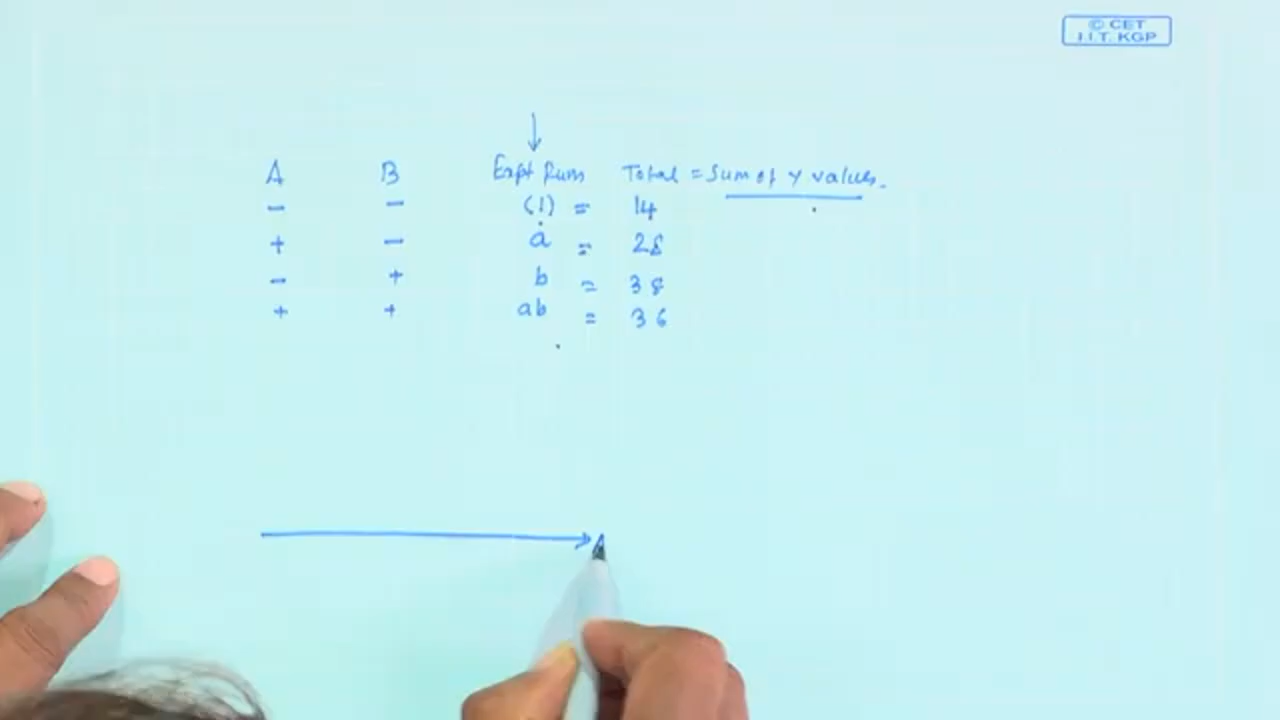 © CET
I.I.T. KGP
A B Expt Runs Total = Sum of Y values.
- - (1) = 14
+ - a = 28
- + b = 38
+ + ab = 36
A